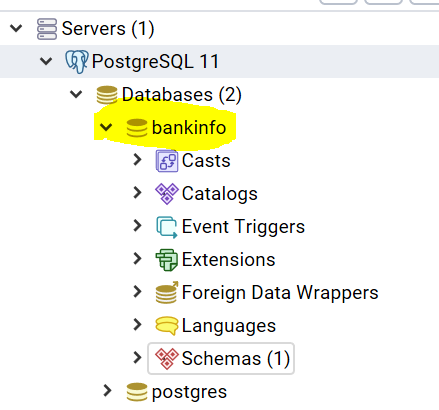 Servers (1)
PostgreSQL 11
Databases (2)
bankinfo
Casts
Catalogs
Event Triggers
Extensions
Foreign Data Wrappers
Languages
Schemas (1)
postgres